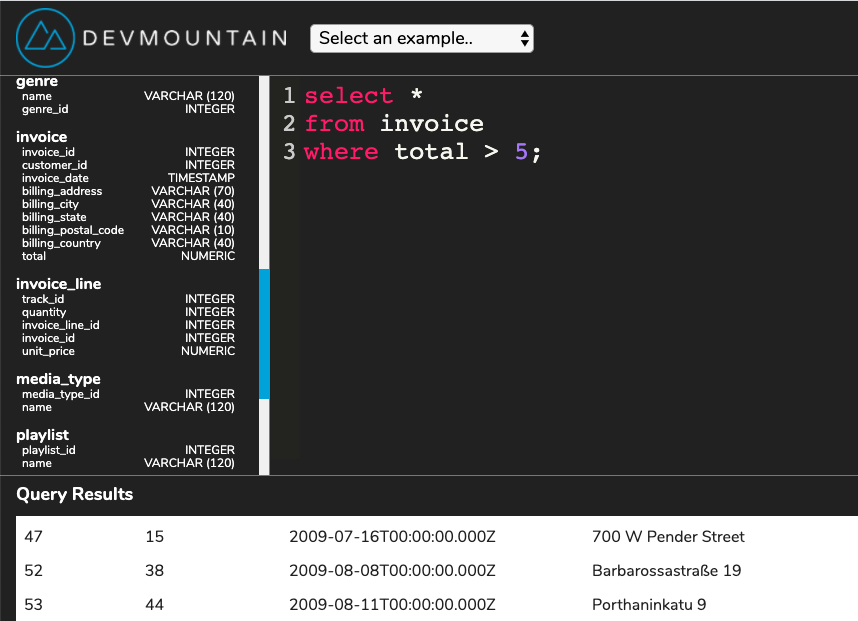 DEVMOUNTAIN
Select an example..
genre
name VARCHAR (120)
genre_id INTEGER
invoice
invoice_id INTEGER
customer_id INTEGER
invoice_date TIMESTAMP
billing_address VARCHAR (70)
billing_city VARCHAR (40)
billing_state VARCHAR (40)
billing_postal_code VARCHAR (10)
billing_country VARCHAR (40)
total NUMERIC
invoice_line
track_id INTEGER
quantity INTEGER
invoice_line_id INTEGER
invoice_id INTEGER
unit_price NUMERIC
media_type
media_type_id INTEGER
name VARCHAR (120)
playlist
playlist_id INTEGER
name VARCHAR (120)
1 select *
2 from invoice
3 where total > 5;
Query Results
47 15 2009-07-16T00:00:00.000Z 700 W Pender Street
52 38 2009-08-08T00:00:00.000Z Barbarossastraße 19
53 44 2009-08-11T00:00:00.000Z Porthaninkatu 9